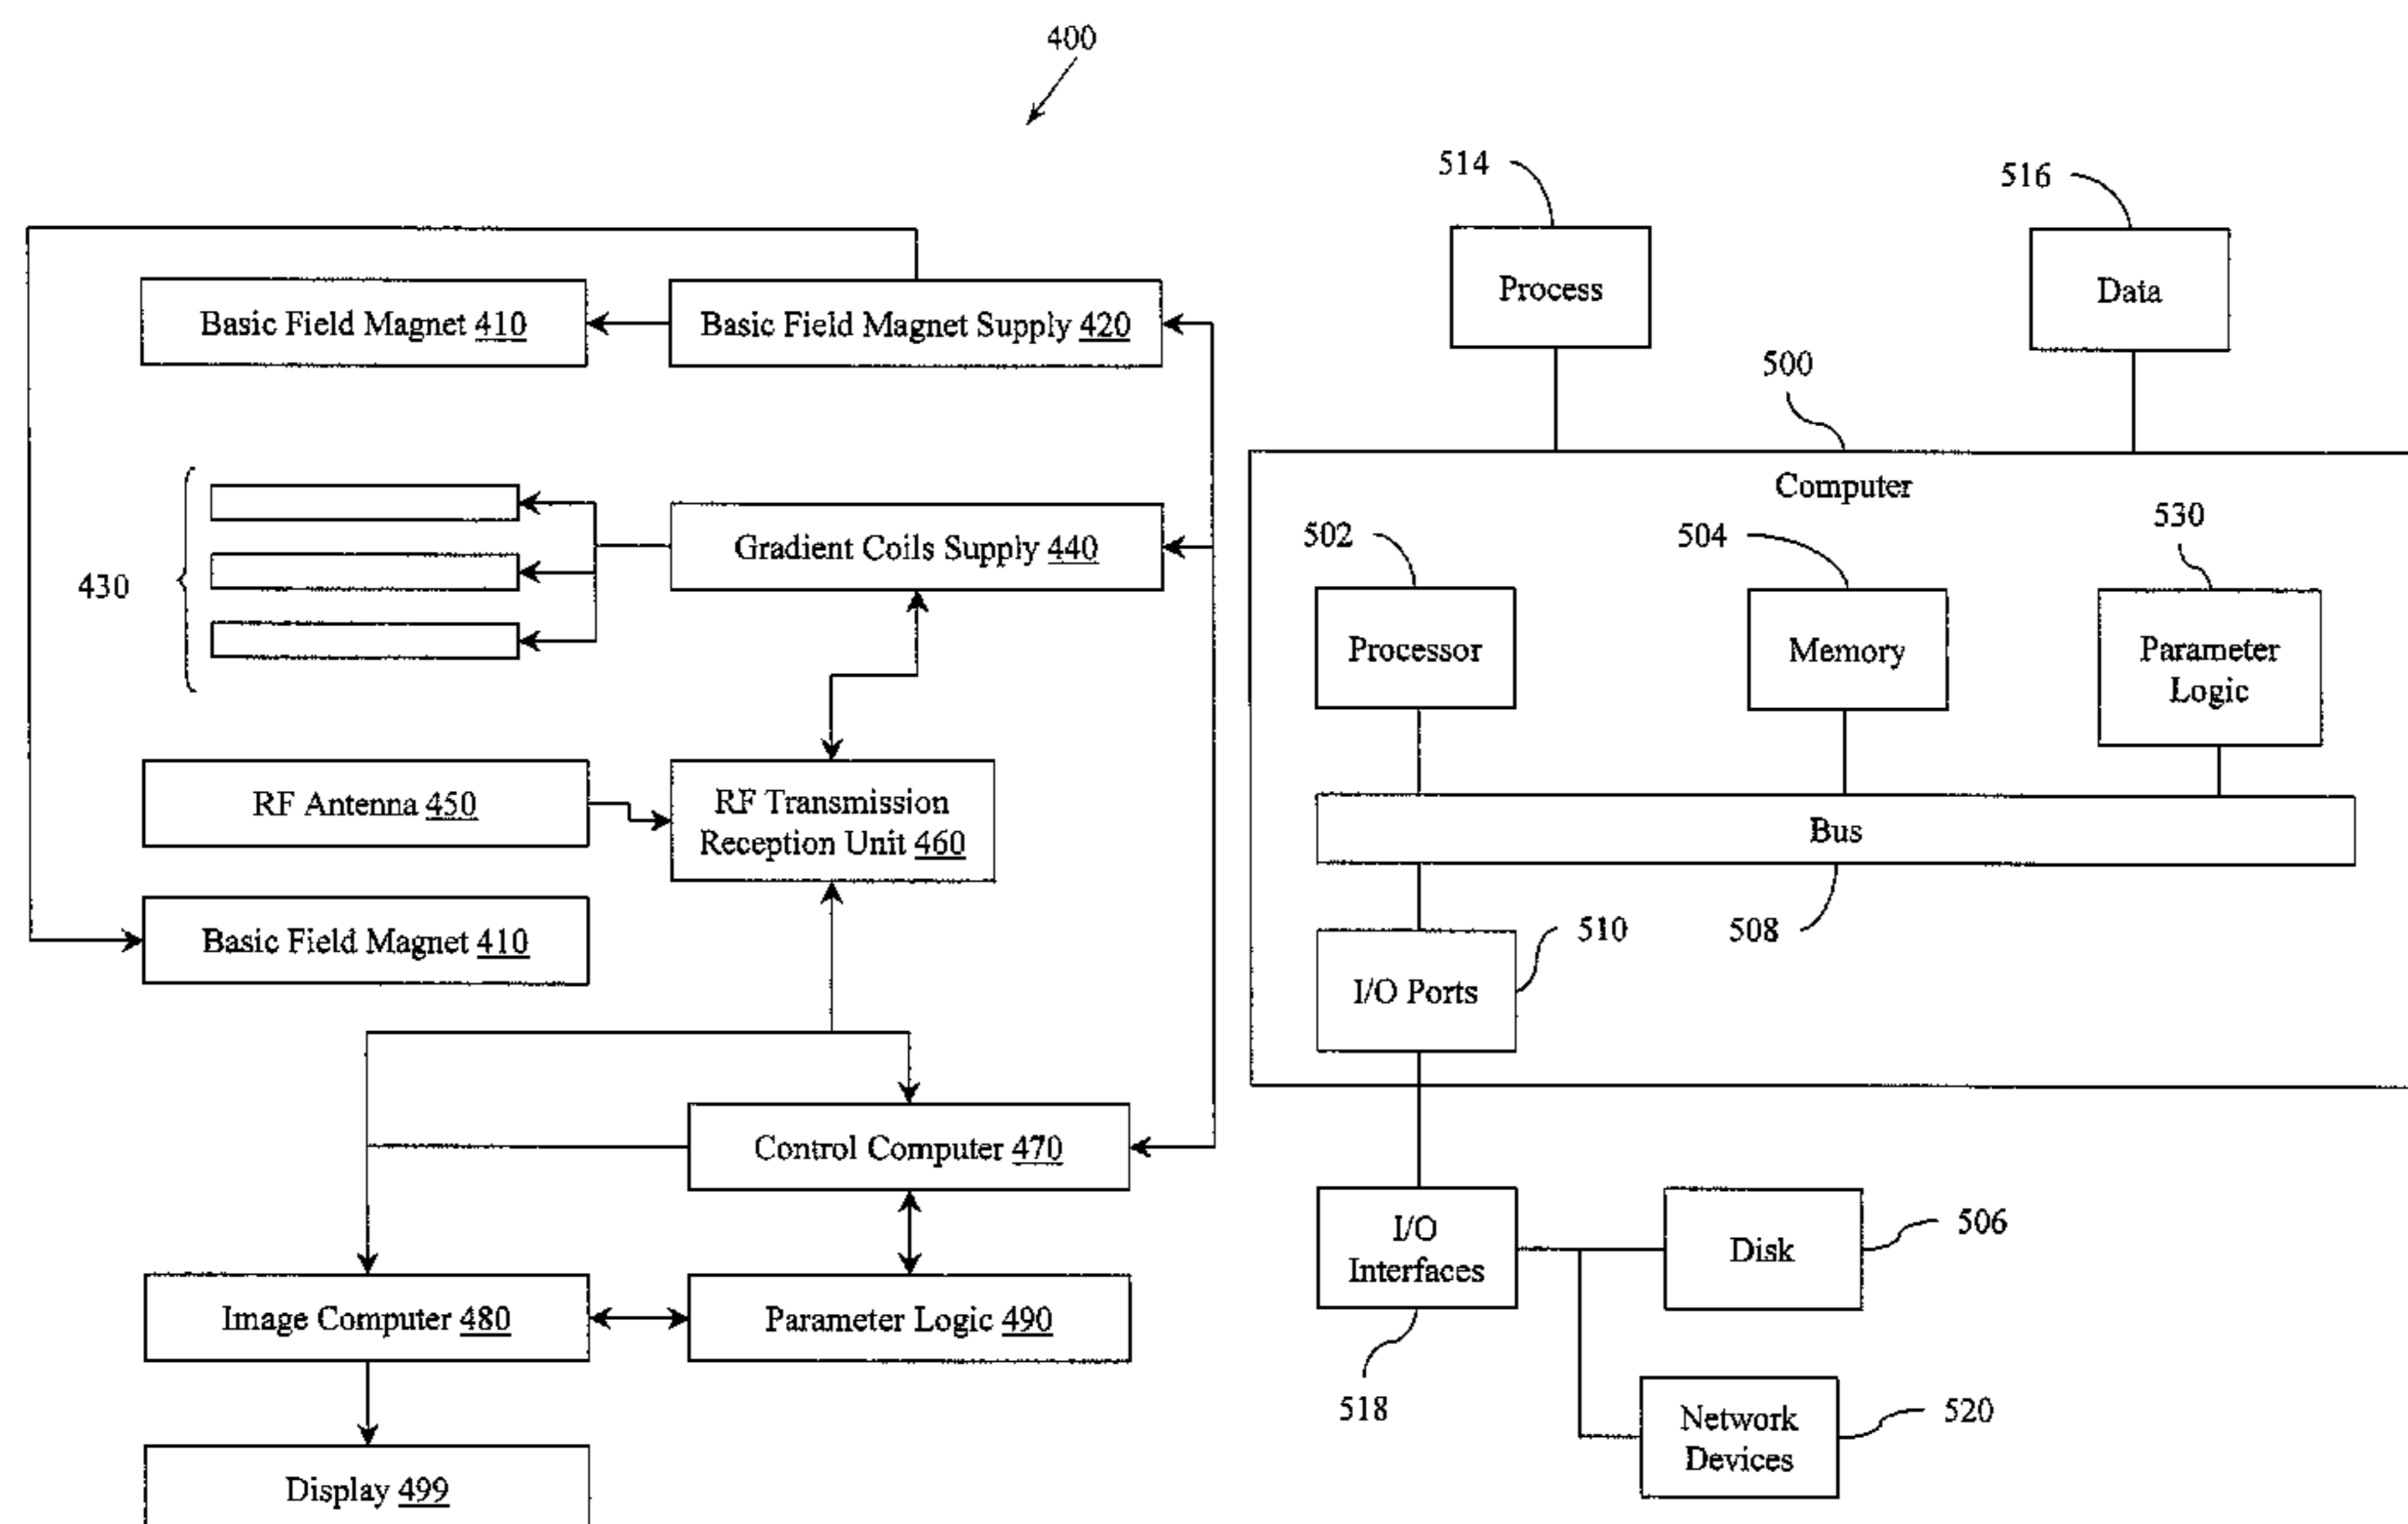 400
Basic Field Magnet 410
Basic Field Magnet Supply 420
430
Gradient Coils Supply 440
RF Antenna 450
RF Transmission
Reception Unit 460
Basic Field Magnet 410
Control Computer 470
Image Computer 480
Parameter Logic 490
Display 499
514
Process
516
Data
500
Computer
502
Processor
504
Memory
530
Parameter
Logic
Bus
508
510
I/O Ports
I/O
Interfaces
518
Disk
506
Network
Devices
520